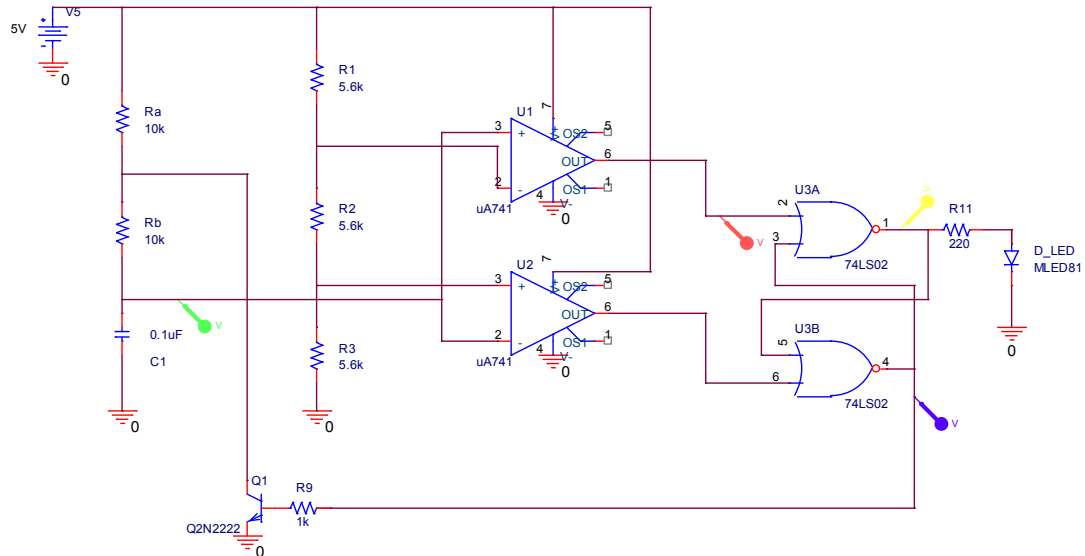 V5
5V
0
Ra
10k
Rb
10k
0.1uF
C1
0
R1
5.6k
R2
5.6k
R3
5.6k
0
U1
3
+
2
-
7
V+
OS2
5
OUT
6
OS1
1
4
V-
uA741
0
U2
3
+
2
-
7
V+
OS2
5
OUT
6
OS1
1
4
V-
uA741
0
V
V
V
V
U3A
2
3
1
74LS02
U3B
5
6
4
74LS02
R11
220
D_LED
MLED81
0
Q1
Q2N2222
0
R9
1k